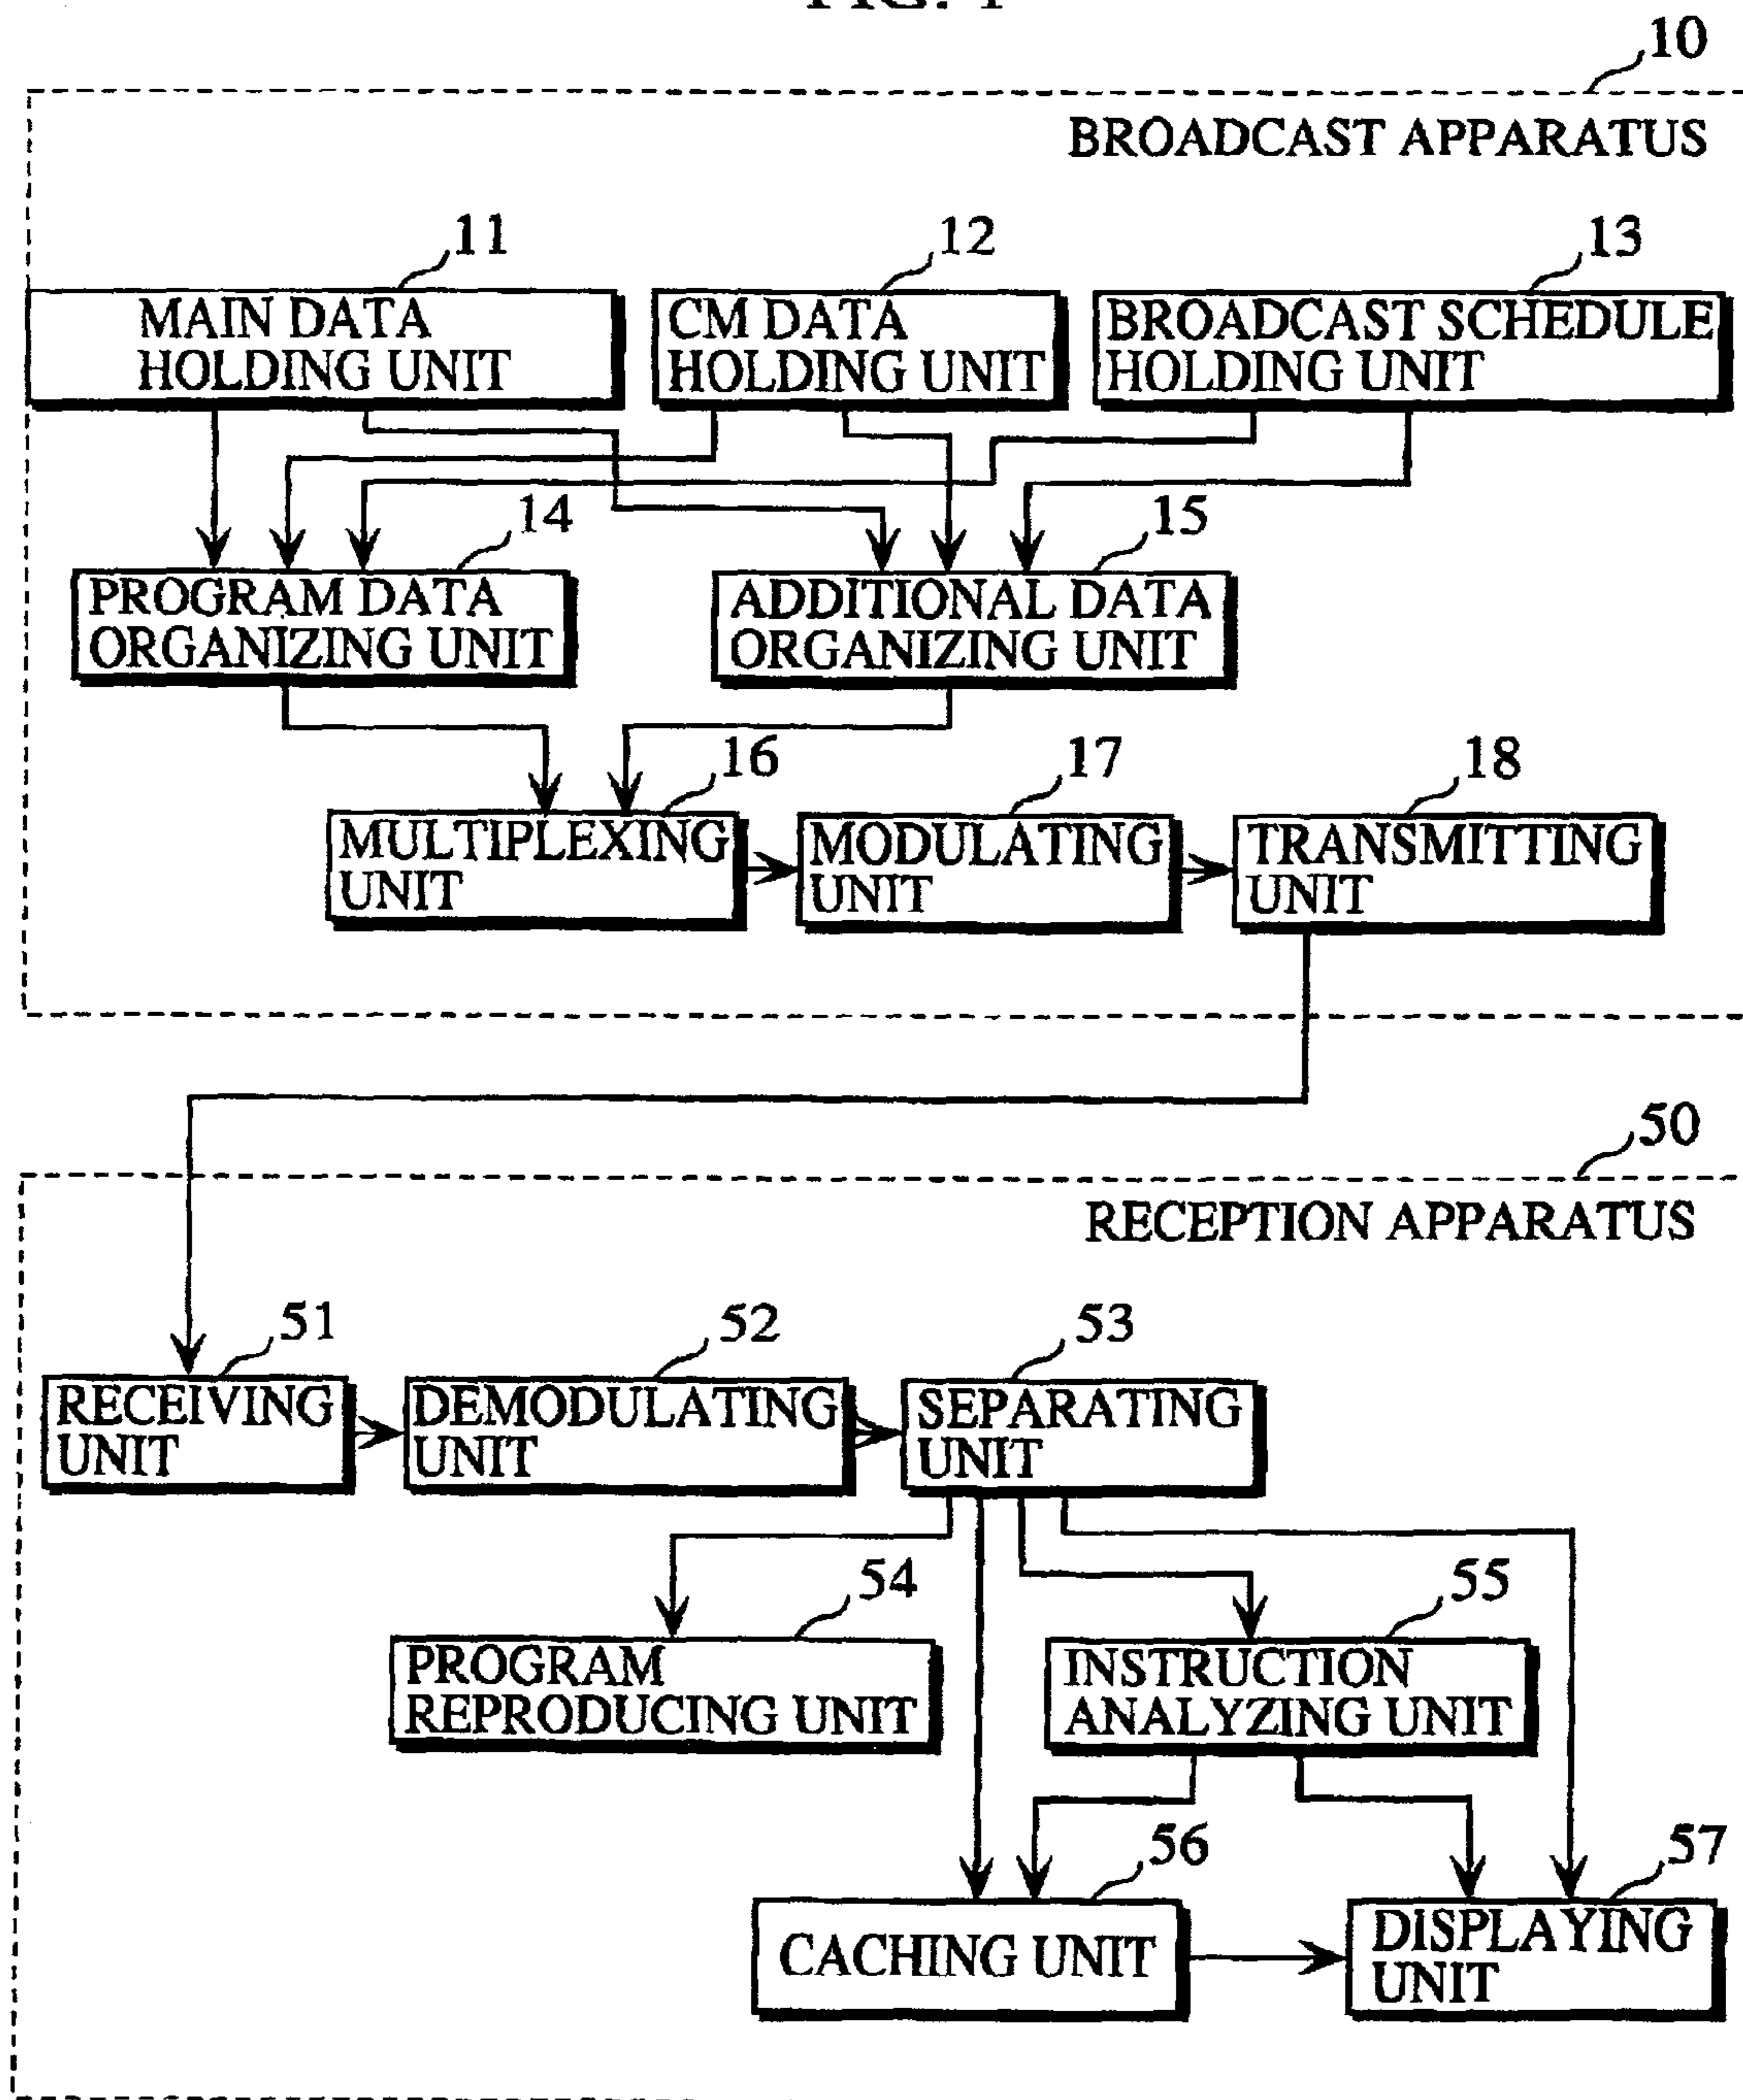 10
BROADCAST APPARATUS
11
12
13
MAIN DATA
HOLDING UNIT
CM DATA
HOLDING UNIT
BROADCAST SCHEDULE
HOLDING UNIT
14
15
PROGRAM DATA
ORGANIZING UNIT
ADDITIONAL DATA
ORGANIZING UNIT
16
17
18
MULTIPLEXING
UNIT
MODULATING
UNIT
TRANSMITTING
UNIT
50
RECEPTION APPARATUS
51
52
53
RECEIVING
UNIT
DEMODULATING
UNIT
SEPARATING
UNIT
54
55
PROGRAM
REPRODUCING UNIT
INSTRUCTION
ANALYZING UNIT
56
57
CACHING UNIT
DISPLAYING
UNIT